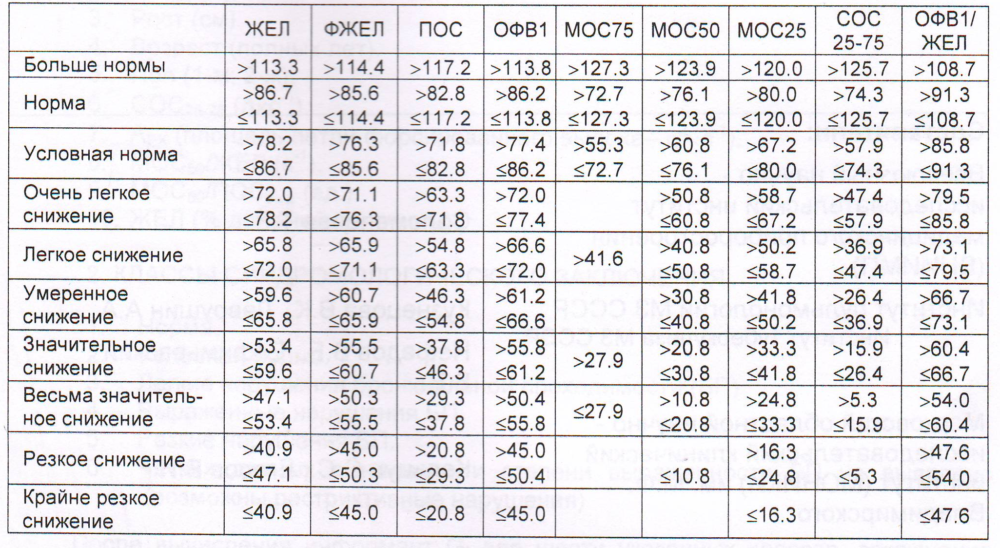 ЖЕЛ ФЖЕЛ ПОС ОФВ1 МОС75 МОС50 МОС25 СОС 25-75 ОФВ1/ЖЕЛ
Больше нормы >113.3 >114.4 >117.2 >113.8 >127.3 >123.9 >120.0 >125.7 >108.7
Норма
>86.7 >85.6 >82.8 >86.2 >72.7 >76.1 >80.0 >74.3 >91.3
≤113.3 ≤114.4 ≤117.2 ≤113.8 ≤127.3 ≤123.9 ≤120.0 ≤125.7 ≤108.7
Условная норма
>78.2 >76.3 >71.8 >77.4 >55.3 >60.8 >67.2 >57.9 >85.8
≤86.7 ≤85.6 ≤82.8 ≤86.2 ≤72.7 ≤76.1 ≤80.0 ≤74.3 ≤91.3
Очень легкое >72.0 >71.1 >63.3 >72.0 >50.8 >58.7 >47.4 >79.5
снижение ≤78.2 ≤76.3 ≤71.8 ≤77.4 ≤60.8 ≤67.2 ≤57.9 ≤85.8
Легкое снижение
>65.8 >65.9 >54.8 >66.6 >41.6 >40.8 >50.2 >36.9 >73.1
≤72.0 ≤71.1 ≤63.3 ≤72.0 ≤50.8 ≤58.7 ≤47.4 ≤79.5
Умеренное >59.6 >60.7 >46.3 >61.2 >30.8 >41.8 >26.4 >66.7
снижение ≤65.8 ≤65.9 ≤54.8 ≤66.6 ≤40.8 ≤50.2 ≤36.9 ≤73.1
Значительное >53.4 >55.5 >37.8 >55.8 >27.9 >20.8 >33.3 >15.9 >60.4
снижение ≤59.6 ≤60.7 ≤46.3 ≤61.2 ≤30.8 ≤41.8 ≤26.4 ≤66.7
Весьма значитель- >47.1 >50.3 >29.3 >50.4 ≤27.9 >10.8 >24.8 >5.3 >54.0
ное снижение ≤53.4 ≤55.5 ≤37.8 ≤55.8 ≤20.8 ≤33.3 ≤15.9 ≤60.4
Резкое снижение
>40.9 >45.0 >20.8 >45.0 >16.3 >47.6
≤47.1 ≤50.3 ≤29.3 ≤50.4 ≤10.8 ≤24.8 ≤5.3 ≤54.0
Крайне резкое
снижение ≤40.9 ≤45.0 ≤20.8 ≤45.0 ≤16.3 ≤47.6